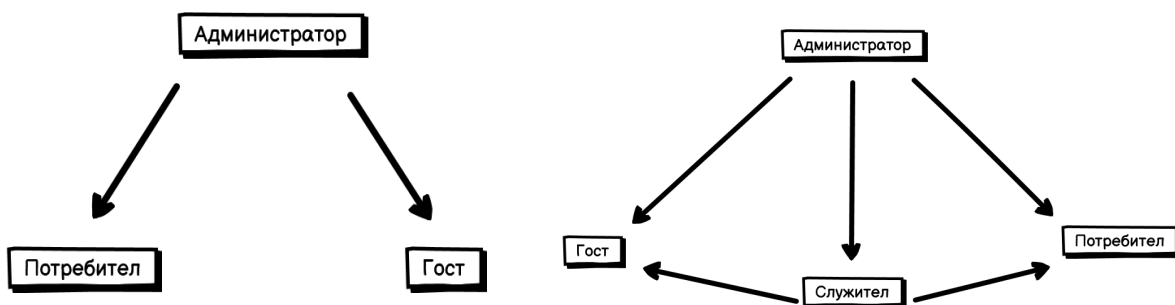 Администратор
Потребител
Гост
Администратор
Гост
Потребител
Служител